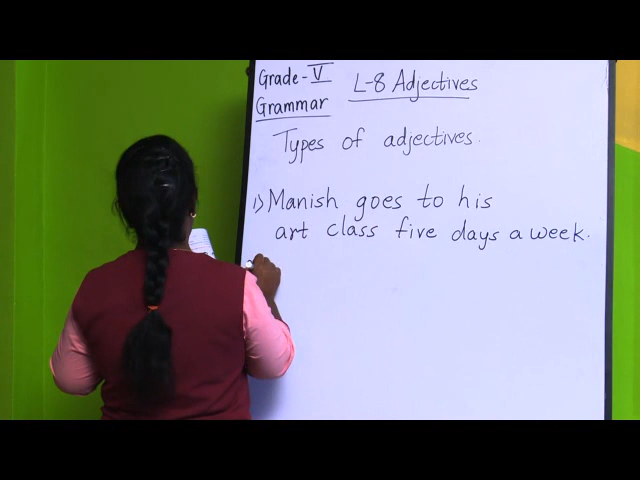 Grade - V
Grammar
L-8 Adjectives
Types of adjectives.
1) Manish goes to his
art class five days a week.